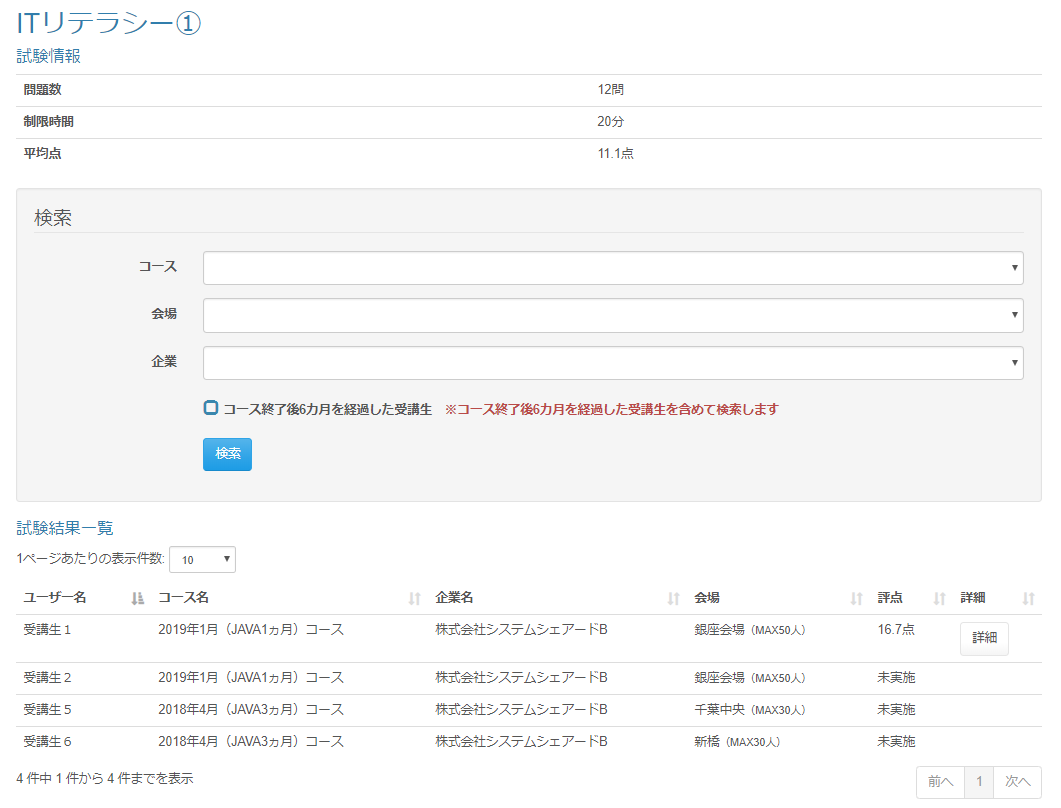 ITリテラシー①
試験情報
問題数 12問
制限時間 20分
平均点 11.1点
検索
コース
会場
企業
コース終了後6カ月を経過した受講生 ※コース終了後6カ月を経過した受講生を含めて検索します
検索
試験結果一覧
1ページあたりの表示件数: 10
ユーザー名 コース名 企業名 会場 評点 詳細
受講生１ 2019年1月（JAVA1ヵ月）コース 株式会社システムシェアードB 銀座会場（MAX50人） 16.7点 詳細
受講生２ 2019年1月（JAVA1ヵ月）コース 株式会社システムシェアードB 銀座会場（MAX50人） 未実施
受講生５ 2018年4月（JAVA3ヵ月）コース 株式会社システムシェアードB 千葉中央（MAX30人） 未実施
受講生６ 2018年4月（JAVA3ヵ月）コース 株式会社システムシェアードB 新橋（MAX30人） 未実施
4 件中 1 件から 4 件までを表示
前へ 1 次へ